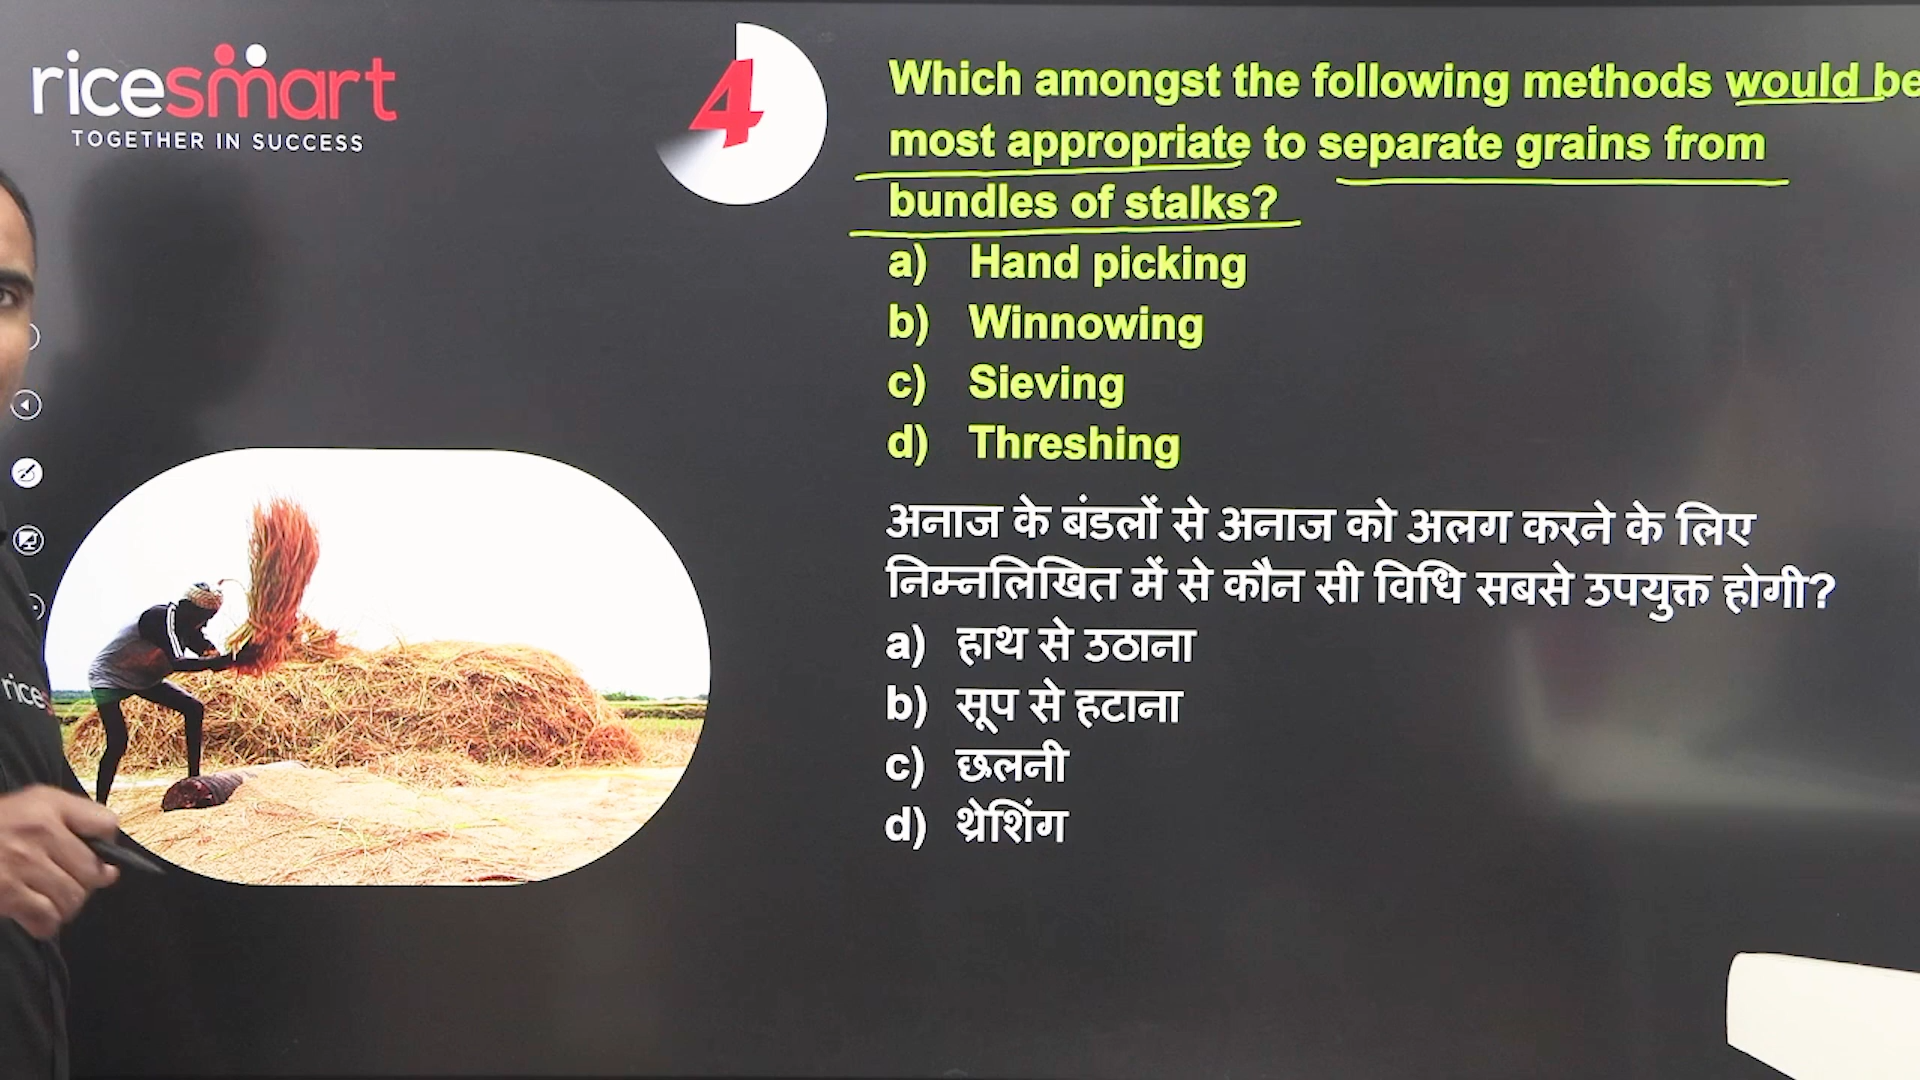 ricesmart
TOGETHER IN SUCCESS
4
Which amongst the following methods would be
most appropriate to separate grains from
bundles of stalks?
a) Hand picking
b) Winnowing
c) Sieving
d) Threshing
अनाज के बंडलों से अनाज को अलग करने के लिए
निम्नलिखित में से कौन सी विधि सबसे उपयुक्त होगी?
a) हाथ से उठाना
b) सूप से हटाना
c) छलनी
d) थ्रेशिंग
rice